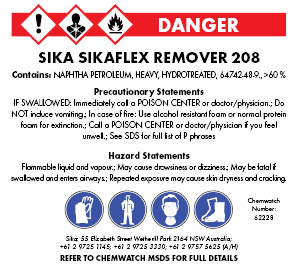 DANGER
SIKA SIKAFLEX REMOVER 208
Contains: NAPHTHA PETROLEUM, HEAVY, HYDROTREATED, 64742-48-9., >60 %
Precautionary Statements
IF SWALLOWED: Immediately call a POISON CENTER or doctor/physician.; Do
NOT induce vomiting.; In case of fire: Use alcohol resistant foam or normal protein
foam for extinction.; Call a POISON CENTER or doctor/physician if you feel
unwell.; See SDS for full list of P phrases
Hazard Statements
Flammable liquid and vapour.; May cause drowsiness or dizziness.; May be fatal if
swallowed and enters airways.; Repeated exposure may cause skin dryness and cracking.
Chemwatch
Number:
62228
Sika: 55 Elizabeth Street Wetherill Park 2164 NSW Australia;
+61 2 9725 1145; +61 2 9725 3330; +61 2 9757 5625 (A/H)
REFER TO CHEMWATCH MSDS FOR FULL DETAILS